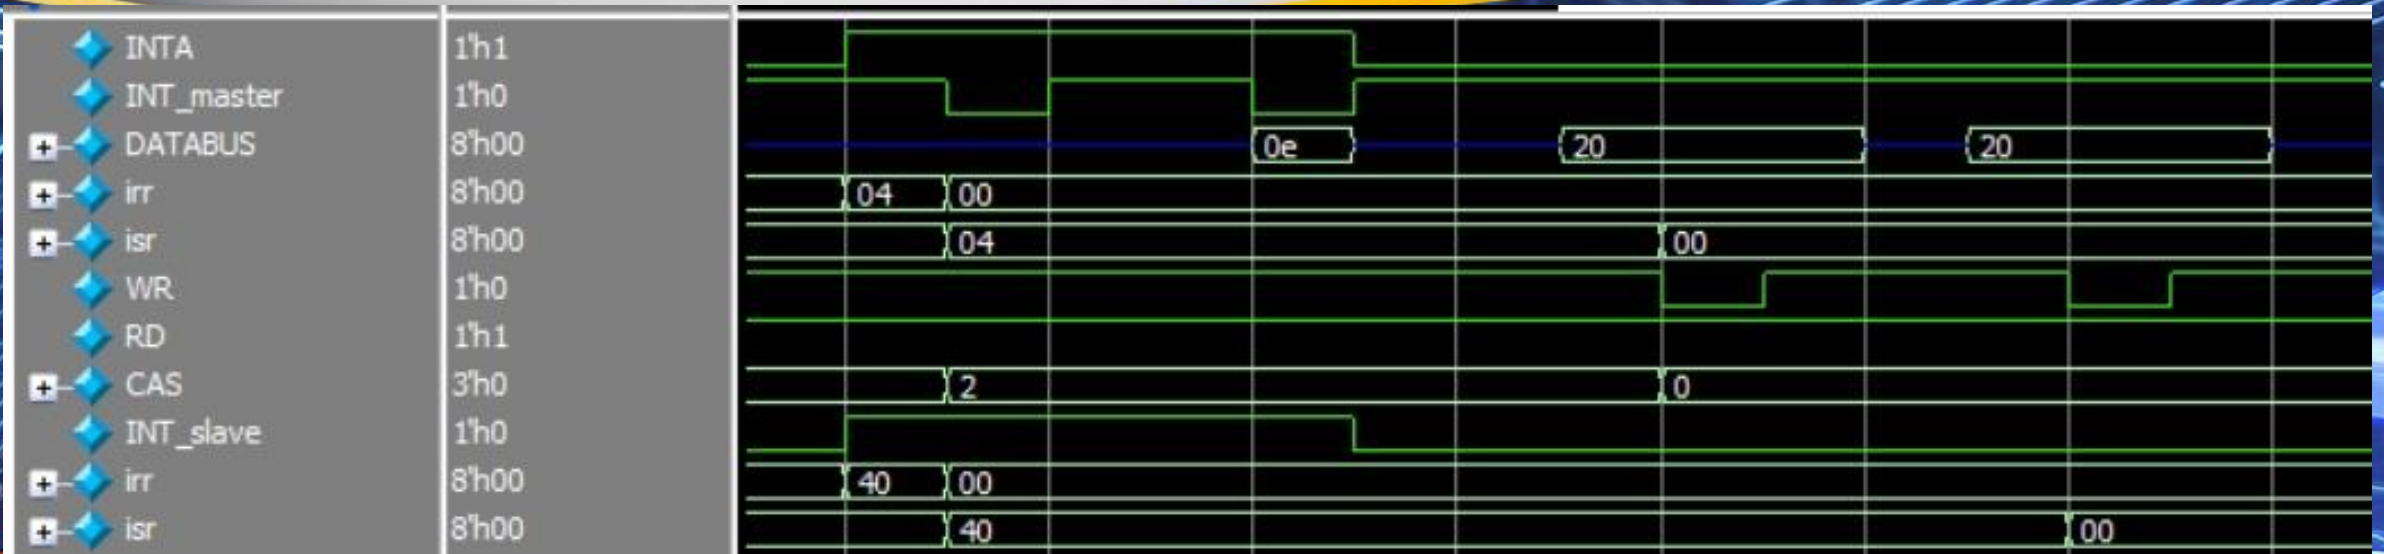 INTA 1'h1
INT_master 1'h0
DATABUS 8'h00 0e 20 20
irr 8'h00 04 00
isr 8'h00 04 00
WR 1'h0
RD 1'h1
CAS 3'h0 2 0
INT_slave 1'h0
irr 8'h00 40 00
isr 8'h00 40 00